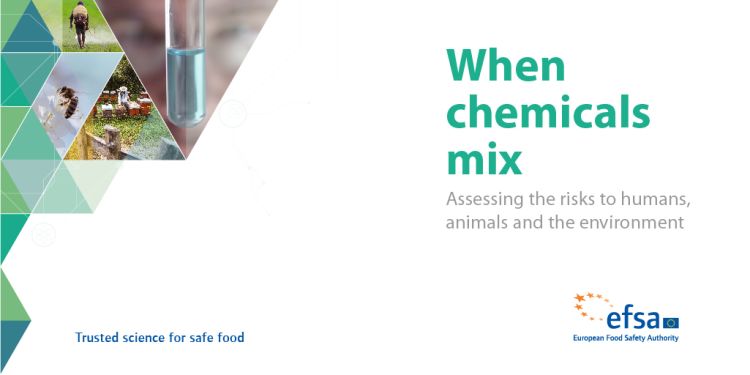 When
chemicals
mix
Assessing the risks to humans,
animals and the environment
Trusted science for safe food
efsa
European Food Safety Authority